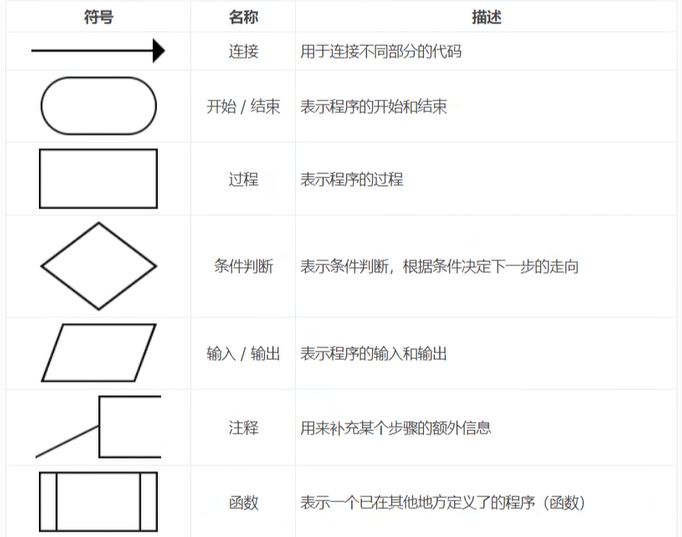 符号 名称 描述
连接 用于连接不同部分的代码
开始 / 结束 表示程序的开始和结束
过程 表示程序的过程
条件判断 表示条件判断，根据条件决定下一步的走向
输入 / 输出 表示程序的输入和输出
注释 用来补充某个步骤的额外信息
函数 表示一个已在其他地方定义了的程序（函数）